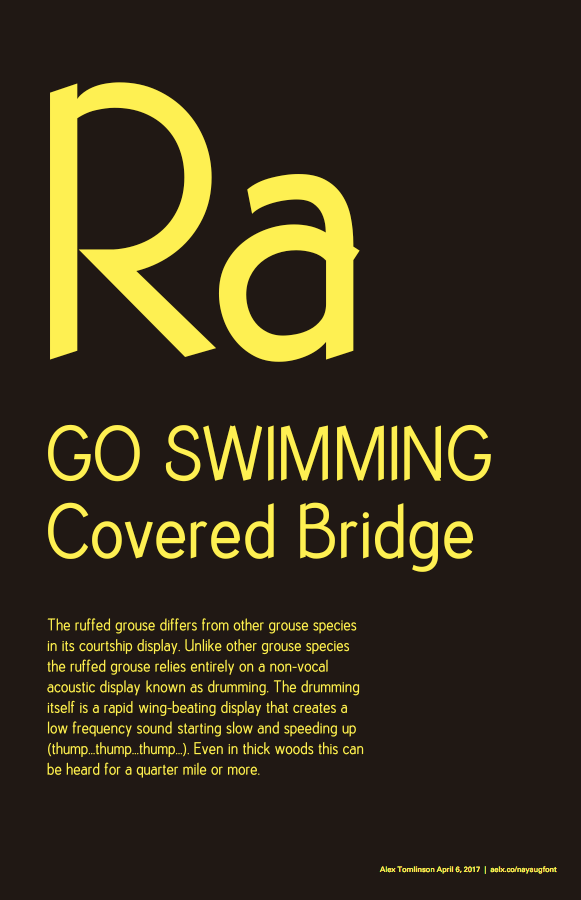 Ra
GO SWIMMING
Covered Bridge
The ruffed grouse differs from other grouse species
in its courtship display. Unlike other grouse species
the ruffed grouse relies entirely on a non-vocal
acoustic display known as drumming. The drumming
itself is a rapid wing-beating display that creates a
low frequency sound starting slow and speeding up
(thump...thump...thump...). Even in thick woods this can
be heard for a quarter mile or more.
Alex Tomlinson April 6, 2017 | aelx.co/nayaugfont